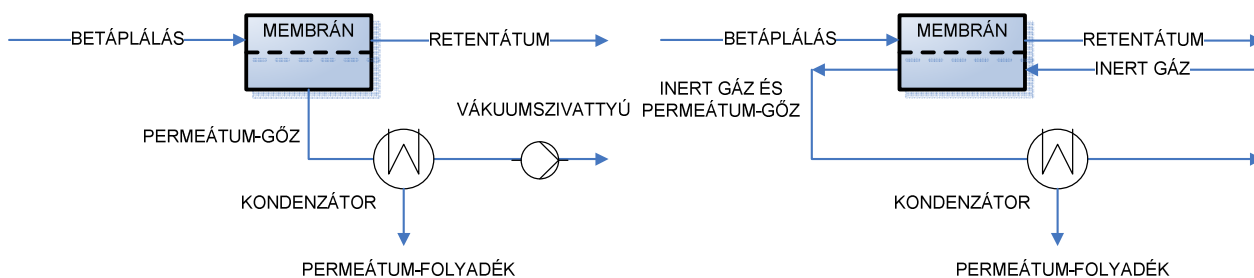 MEMBRÁN
BETÁPLÁLÁS
RETENTÁTUM
PERMEÁTUM-GŐZ
VÁKUUMSZIVATTYÚ
KONDENZÁTOR
PERMEÁTUM-FOLYADÉK
MEMBRÁN
BETÁPLÁLÁS
RETENTÁTUM
INERT GÁZ
INERT GÁZ ÉS
PERMEÁTUM-GŐZ
KONDENZÁTOR
PERMEÁTUM-FOLYADÉK